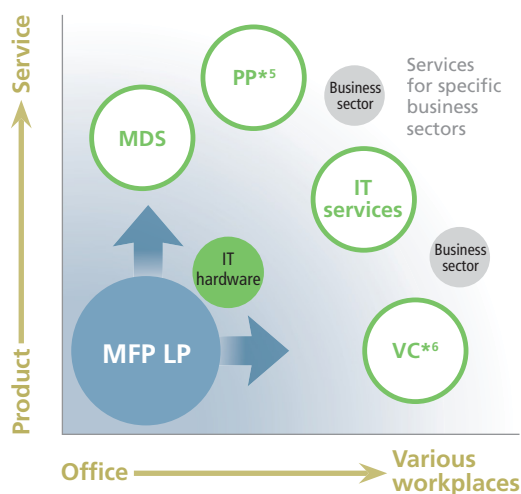 Service
Product
PP*5
Business
sector
Services
for specific
business
sectors
MDS
IT
services
IT
hardware
Business
sector
MFP LP
VC*6
Office
Various
workplaces